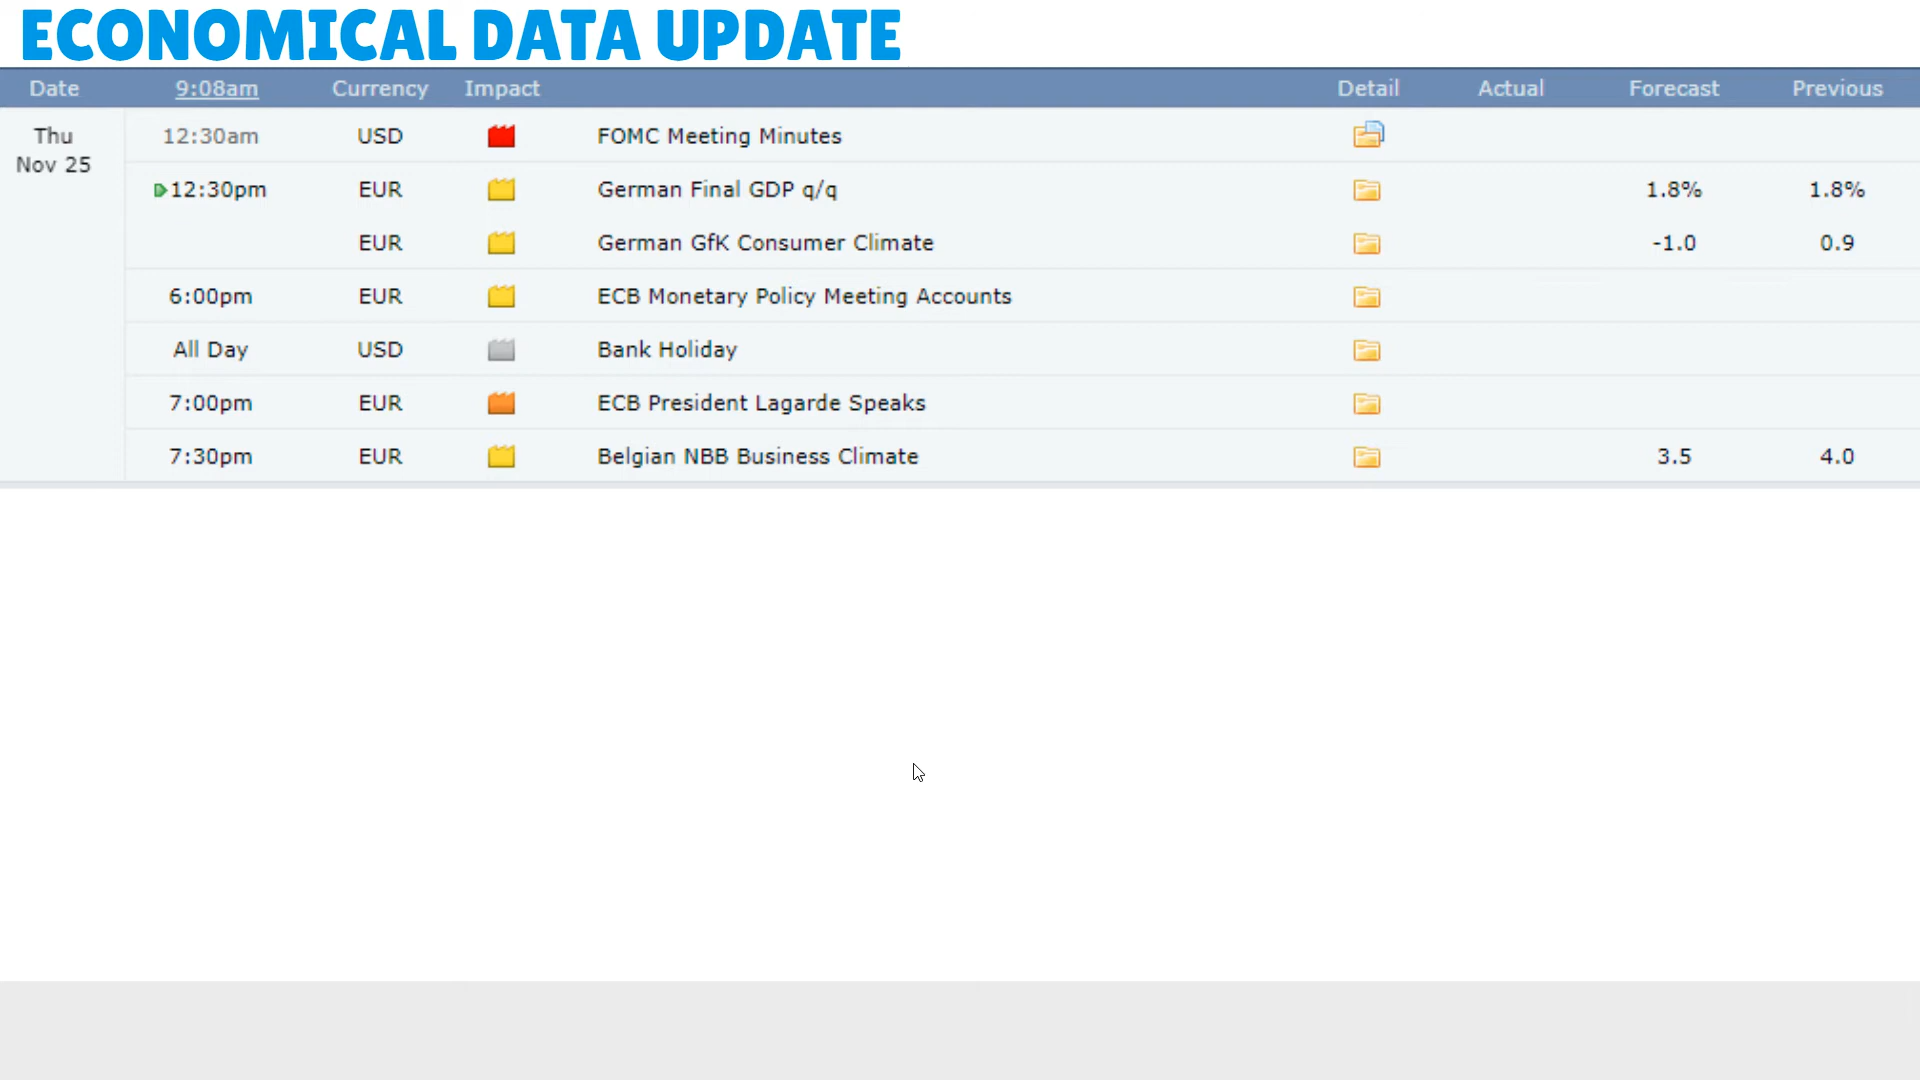 ECONOMICAL DATA UPDATE
Date 9:08am Currency Impact Detail Actual Forecast Previous
Thu Nov 25 12:30am USD FOMC Meeting Minutes
12:30pm EUR German Final GDP q/q 1.8% 1.8%
EUR German GfK Consumer Climate -1.0 0.9
6:00pm EUR ECB Monetary Policy Meeting Accounts
All Day USD Bank Holiday
7:00pm EUR ECB President Lagarde Speaks
7:30pm EUR Belgian NBB Business Climate 3.5 4.0